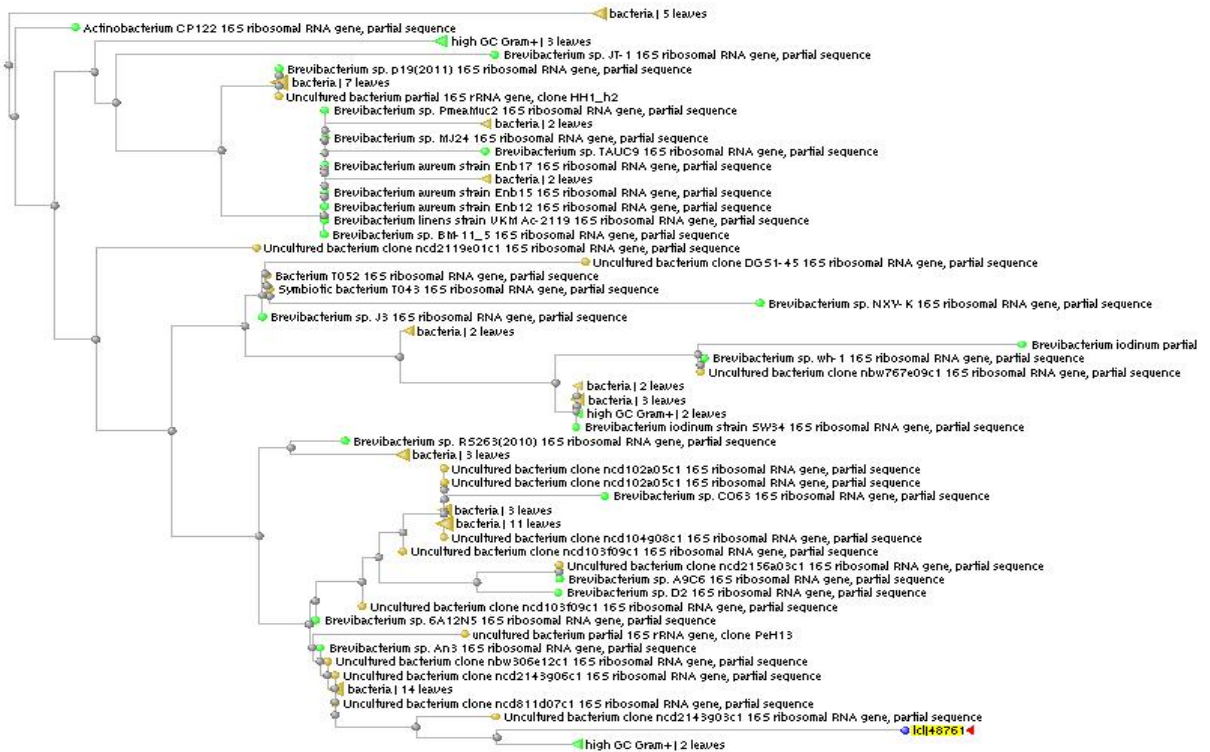 bacteria | 5 leaves
Actinobacterium CP122 16S ribosomal RNA gene, partial sequence
high GC Gram+ | 3 leaves
Brevibacterium sp. JT-1 16S ribosomal RNA gene, partial sequence
Brevibacterium sp. p19(2011) 16S ribosomal RNA gene, partial sequence
bacteria | 7 leaves
Uncultured bacterium partial 16S rRNA gene, clone HH1_h2
Brevibacterium sp. PmeaMuc2 16S ribosomal RNA gene, partial sequence
bacteria | 2 leaves
Brevibacterium sp. MJ24 16S ribosomal RNA gene, partial sequence
Brevibacterium sp. TAUC9 16S ribosomal RNA gene, partial sequence
Brevibacterium aureum strain Enb17 16S ribosomal RNA gene, partial sequence
bacteria | 2 leaves
Brevibacterium aureum strain Enb15 16S ribosomal RNA gene, partial sequence
Brevibacterium aureum strain Enb12 16S ribosomal RNA gene, partial sequence
Brevibacterium linens strain VKM Ac-2119 16S ribosomal RNA gene, partial sequence
Brevibacterium sp. BM-11_5 16S ribosomal RNA gene, partial sequence
Uncultured bacterium clone ncd2119e01c1 16S ribosomal RNA gene, partial sequence
Uncultured bacterium clone DGS1-45 16S ribosomal RNA gene, partial sequence
Bacterium T052 16S ribosomal RNA gene, partial sequence
Symbiotic bacterium T043 16S ribosomal RNA gene, partial sequence
Brevibacterium sp. NXY-K 16S ribosomal RNA gene, partial sequence
Brevibacterium sp. J3 16S ribosomal RNA gene, partial sequence
bacteria | 2 leaves
Brevibacterium iodinum partial
Brevibacterium sp. wh-1 16S ribosomal RNA gene, partial sequence
Uncultured bacterium clone nbw767e09c1 16S ribosomal RNA gene, partial sequence
bacteria | 2 leaves
bacteria | 3 leaves
high GC Gram+ | 2 leaves
Brevibacterium iodinum strain SW34 16S ribosomal RNA gene, partial sequence
Brevibacterium sp. RS263(2010) 16S ribosomal RNA gene, partial sequence
bacteria | 3 leaves
Uncultured bacterium clone ncd102a05c1 16S ribosomal RNA gene, partial sequence
Uncultured bacterium clone ncd102a05c1 16S ribosomal RNA gene, partial sequence
Brevibacterium sp. CO63 16S ribosomal RNA gene, partial sequence
bacteria | 3 leaves
bacteria | 11 leaves
Uncultured bacterium clone ncd104g08c1 16S ribosomal RNA gene, partial sequence
Uncultured bacterium clone ncd103f09c1 16S ribosomal RNA gene, partial sequence
Uncultured bacterium clone ncd2156a03c1 16S ribosomal RNA gene, partial sequence
Brevibacterium sp. A9C6 16S ribosomal RNA gene, partial sequence
Brevibacterium sp. D2 16S ribosomal RNA gene, partial sequence
Uncultured bacterium clone ncd103f09c1 16S ribosomal RNA gene, partial sequence
Brevibacterium sp. 6A12N5 16S ribosomal RNA gene, partial sequence
uncultured bacterium partial 16S rRNA gene, clone PeH13
Brevibacterium sp. An3 16S ribosomal RNA gene, partial sequence
Uncultured bacterium clone nbw306e12c1 16S ribosomal RNA gene, partial sequence
Uncultured bacterium clone ncd2143g06c1 16S ribosomal RNA gene, partial sequence
bacteria | 14 leaves
Uncultured bacterium clone ncd811d07c1 16S ribosomal RNA gene, partial sequence
Uncultured bacterium clone ncd2143g03c1 16S ribosomal RNA gene, partial sequence
lcl|48761
high GC Gram+ | 2 leaves